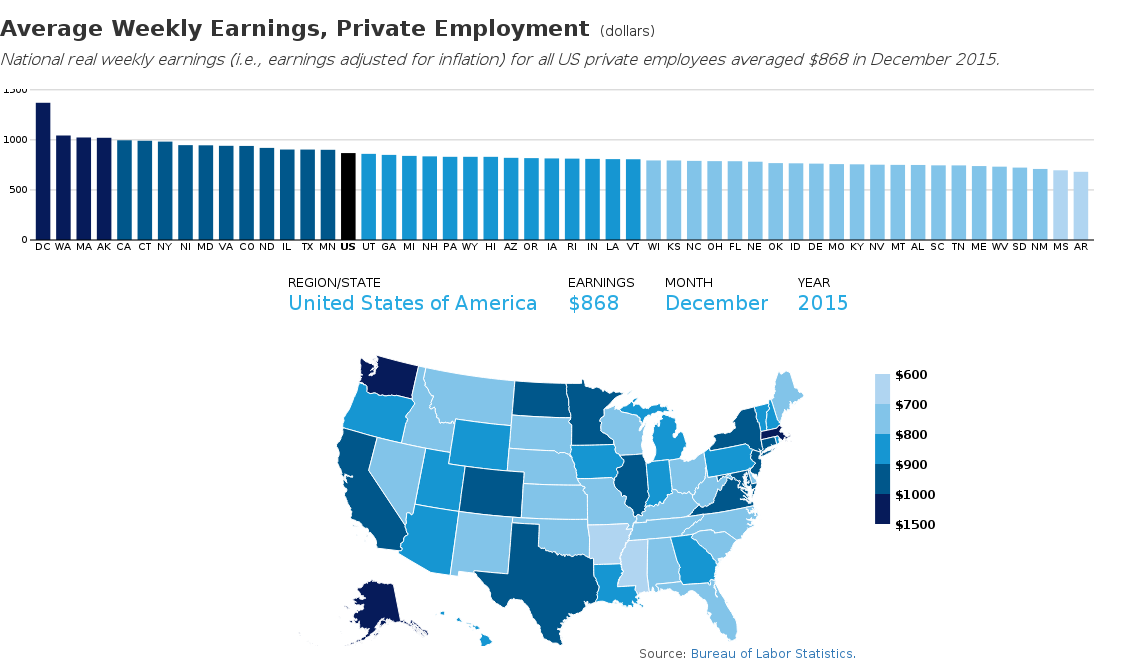 Average Weekly Earnings, Private Employment (dollars)
National real weekly earnings (i.e., earnings adjusted for inflation) for all US private employees averaged $868 in December 2015.
1500
1000
500
0
DC WA MA AK CA CT NY NJ MD VA CO ND IL TX MN US UT GA MI NH PA WY HI AZ OR IA RI IN LA VT WI KS NC OH FL NE OK ID DE MO KY NV MT AL SC TN ME WV SD NM MS AR
REGION/STATE EARNINGS MONTH YEAR
United States of America $868 December 2015
$600
$700
$800
$900
$1000
$1500
Source: Bureau of Labor Statistics.